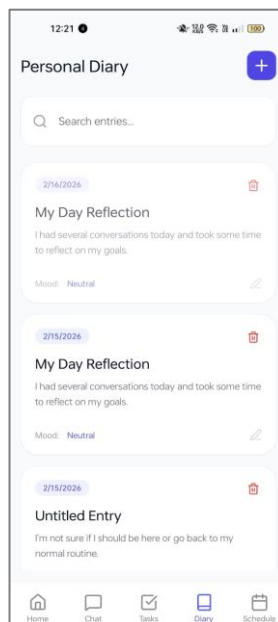 12:21
100
Personal Diary
+
Search entries...
2/16/2026
My Day Reflection
I had several conversations today and took some time
to reflect on my goals.
Mood: Neutral
2/15/2026
My Day Reflection
I had several conversations today and took some time
to reflect on my goals.
Mood: Neutral
2/15/2026
Untitled Entry
I'm not sure if I should be here or go back to my
normal routine.
Home Chat Tasks Diary Schedule